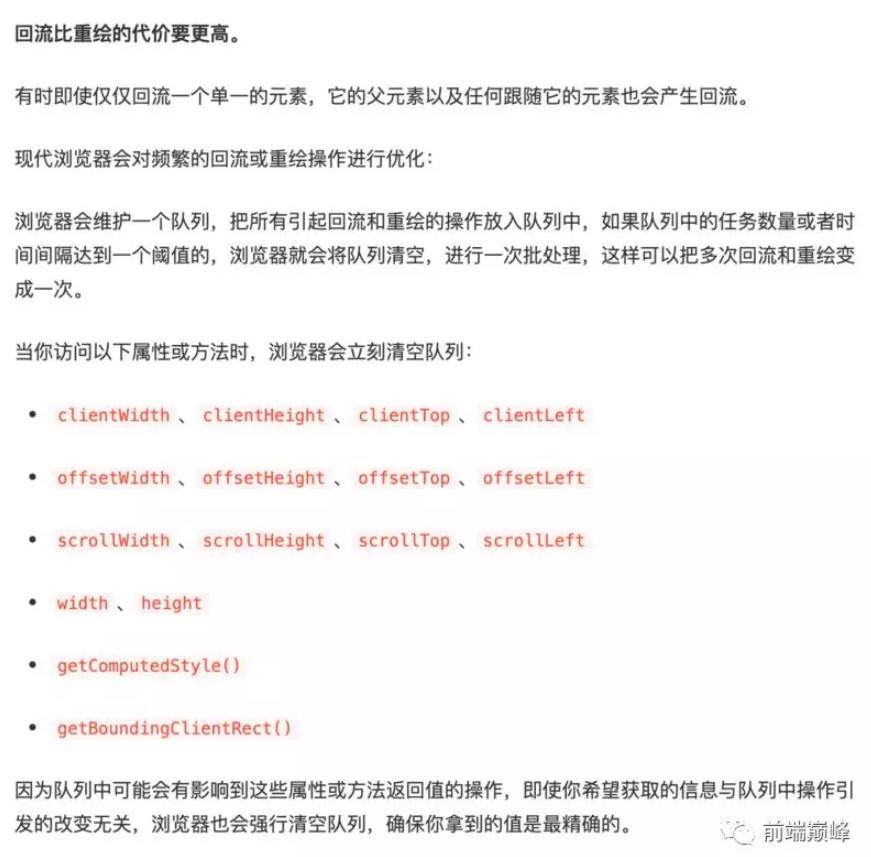 回流比重绘的代价要更高。
有时即使仅仅回流一个单一的元素，它的父元素以及任何跟随它的元素也会产生回流。
现代浏览器会对频繁的回流或重绘操作进行优化：
浏览器会维护一个队列，把所有引起回流和重绘的操作放入队列中，如果队列中的任务数量或者时
间间隔达到一个阈值的，浏览器就会将队列清空，进行一次批处理，这样可以把多次回流和重绘变
成一次。
当你访问以下属性或方法时，浏览器会立刻清空队列：
• clientWidth 、 clientHeight 、 clientTop 、 clientLeft
• offsetWidth 、 offsetHeight 、 offsetTop 、 offsetLeft
• scrollWidth 、 scrollHeight 、 scrollTop 、 scrollLeft
• width 、 height
• getComputedStyle()
• getBoundingClientRect()
因为队列中可能会有影响到这些属性或方法返回值的操作，即使你希望获取的信息与队列中操作引
发的改变无关，浏览器也会强行清空队列，确保你拿到的值是最精确的。
前端巅峰